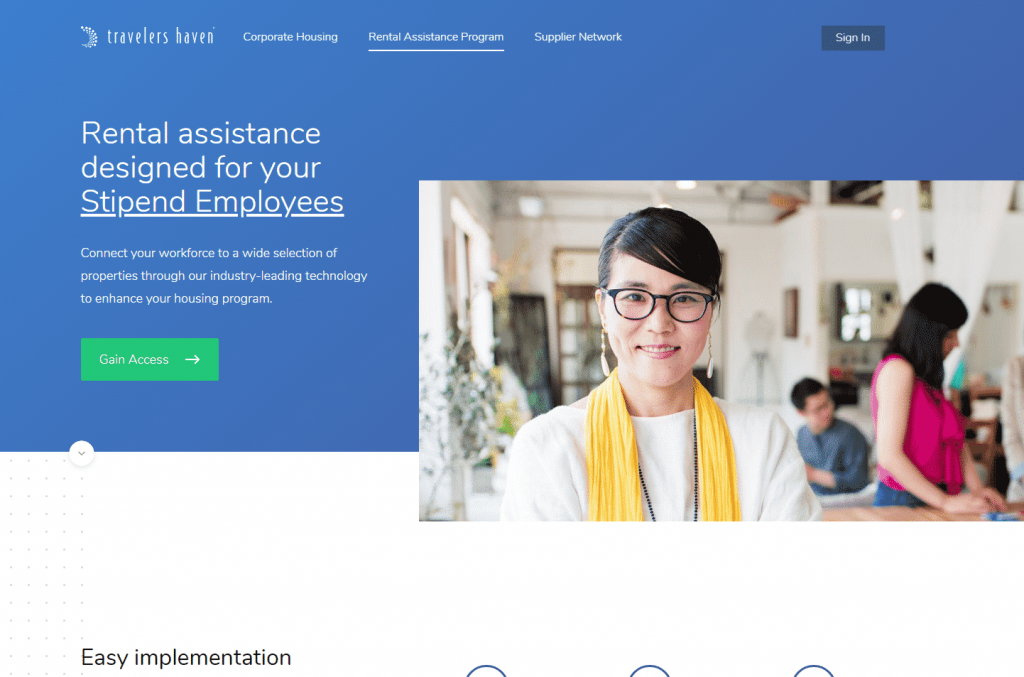 travelers haven
Corporate Housing
Rental Assistance Program
Supplier Network
Sign In
Rental assistance
designed for your
Stipend Employees
Connect your workforce to a wide selection of
properties through our industry-leading technology
to enhance your housing program.
Gain Access
Easy implementation